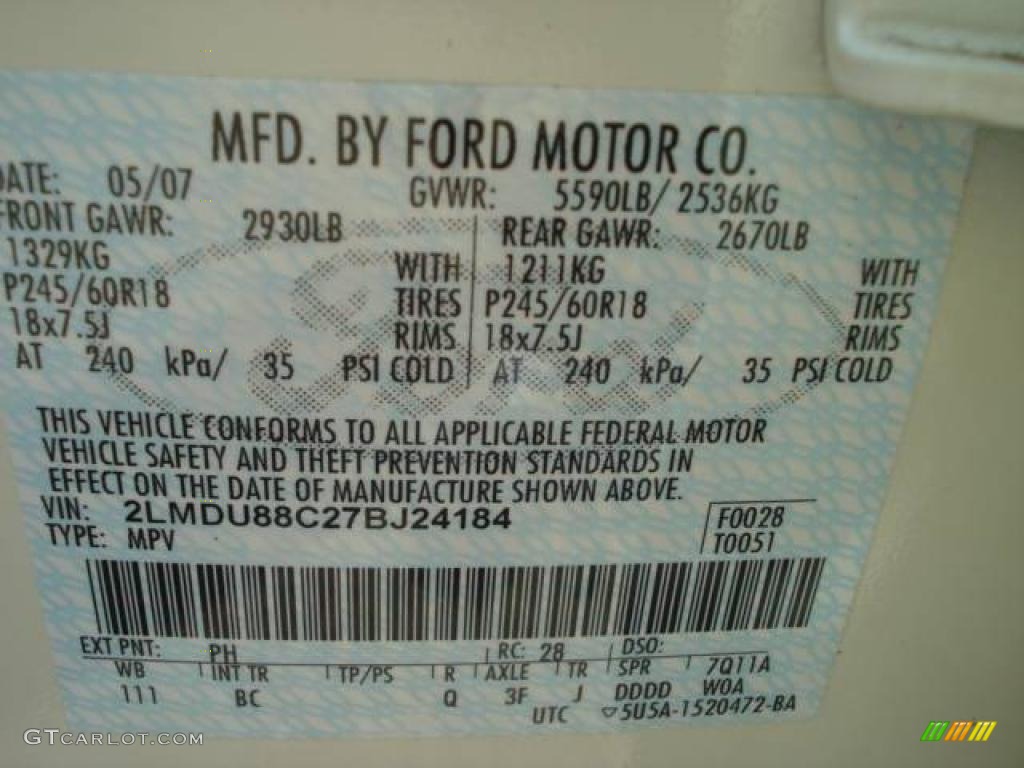 MFD. BY FORD MOTOR CO.
DATE: 05/07 GVWR: 5590LB/ 2536KG
FRONT GAWR: 2930LB REAR GAWR: 2670LB
1329KG WITH 1211KG WITH
P245/60R18 TIRES P245/60R18 TIRES
18x7.5J RIMS 18x7.5J RIMS
AT 240 kPa/ 35 PSI COLD AT 240 kPa/ 35 PSI COLD
THIS VEHICLE CONFORMS TO ALL APPLICABLE FEDERAL MOTOR
VEHICLE SAFETY AND THEFT PREVENTION STANDARDS IN
EFFECT ON THE DATE OF MANUFACTURE SHOWN ABOVE.
VIN: 2LMDU88C27BJ24184 F0028
TYPE: MPV T0051
EXT PNT: PH RC: 28 DSO:
WB INT TR TP/PS R AXLE TR SPR 7Q11A
111 BC Q 3F J DDDD W0A
UTC 5U5A-1520472-BA
GTCARLOT.COM